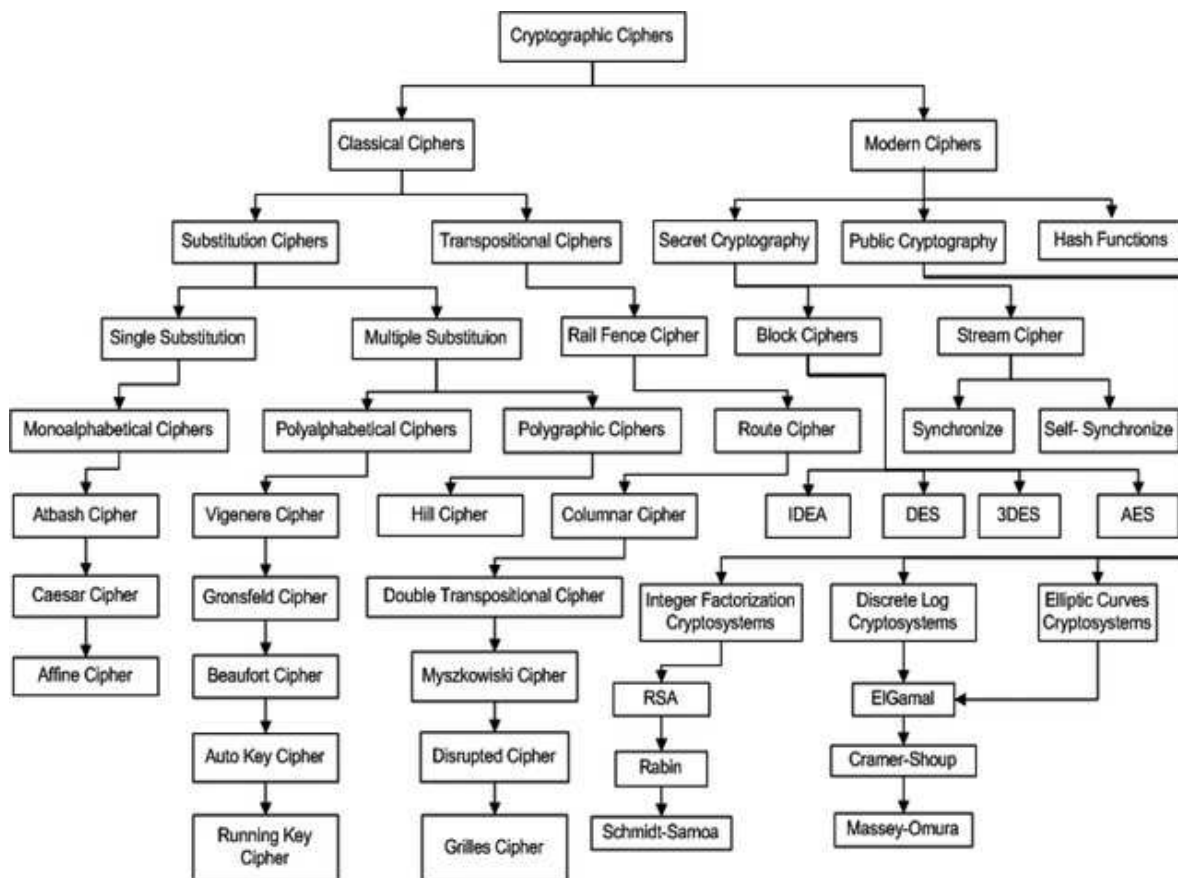 Cryptographic Ciphers
Classical Ciphers
Modern Ciphers
Substitution Ciphers
Transpositional Ciphers
Secret Cryptography
Public Cryptography
Hash Functions
Single Substitution
Multiple Substituion
Rail Fence Cipher
Block Ciphers
Stream Cipher
Monoalphabetical Ciphers
Polyalphabetical Ciphers
Polygraphic Ciphers
Route Cipher
Synchronize
Self- Synchronize
Atbash Cipher
Vigenere Cipher
Hill Cipher
Columnar Cipher
IDEA
DES
3DES
AES
Caesar Cipher
Gronsfeld Cipher
Double Transpositional Cipher
Integer Factorization
Cryptosystems
Discrete Log
Cryptosystems
Elliptic Curves
Cryptosystems
Affine Cipher
Beaufort Cipher
Myszkowiski Cipher
RSA
ElGamal
Auto Key Cipher
Disrupted Cipher
Rabin
Cramer-Shoup
Running Key
Cipher
Grilles Cipher
Schmidt-Samoa
Massey-Omura